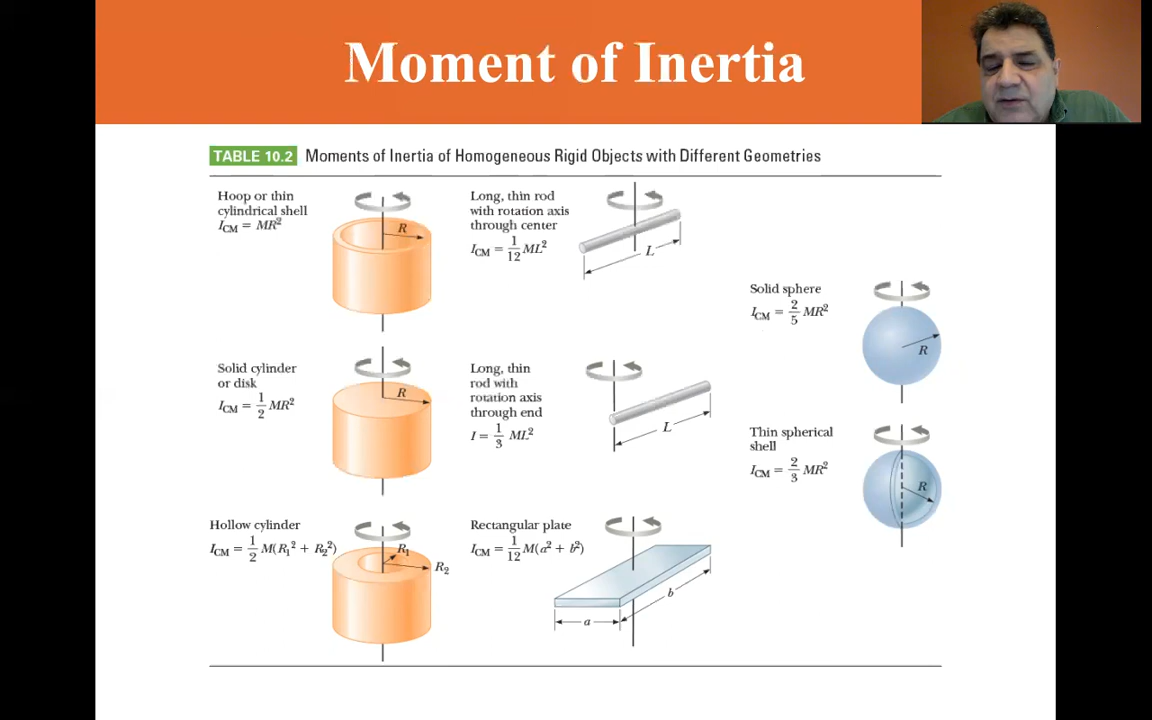 Moment of Inertia
TABLE 10.2 Moments of Inertia of Homogeneous Rigid Objects with Different Geometries
Hoop or thin
cylindrical shell
I_CM = MR²
R
Long, thin rod
with rotation axis
through center
I_CM = 1/12 ML²
L
Solid sphere
I_CM = 2/5 MR²
R
Solid cylinder
or disk
I_CM = 1/2 MR²
R
Long, thin
rod with
rotation axis
through end
I = 1/3 ML²
L
Thin spherical
shell
I_CM = 2/3 MR²
R
Hollow cylinder
I_CM = 1/2 M(R₁² + R₂²)
R₁
R₂
Rectangular plate
I_CM = 1/12 M(a² + b²)
b
a